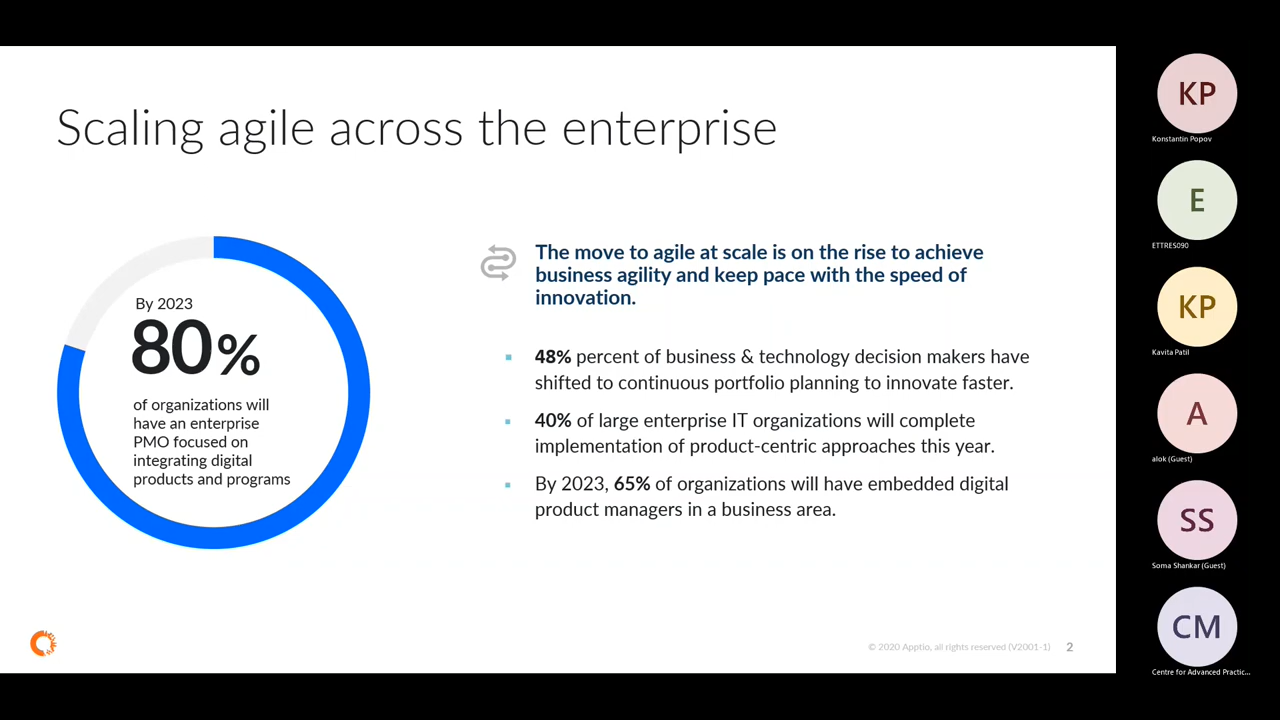 Scaling agile across the enterprise
By 2023
80%
of organizations will
have an enterprise
PMO focused on
integrating digital
products and programs
The move to agile at scale is on the rise to achieve
business agility and keep pace with the speed of
innovation.
48% percent of business & technology decision makers have
shifted to continuous portfolio planning to innovate faster.
40% of large enterprise IT organizations will complete
implementation of product-centric approaches this year.
By 2023, 65% of organizations will have embedded digital
product managers in a business area.
© 2020 Apptio, all rights reserved (V2001-1) 2
KP
Konstantin Popov
E
ETTRES090
KP
Kavita Patil
A
alok (Guest)
SS
Soma Shankar (Guest)
CM
Centre for Advanced Practic...